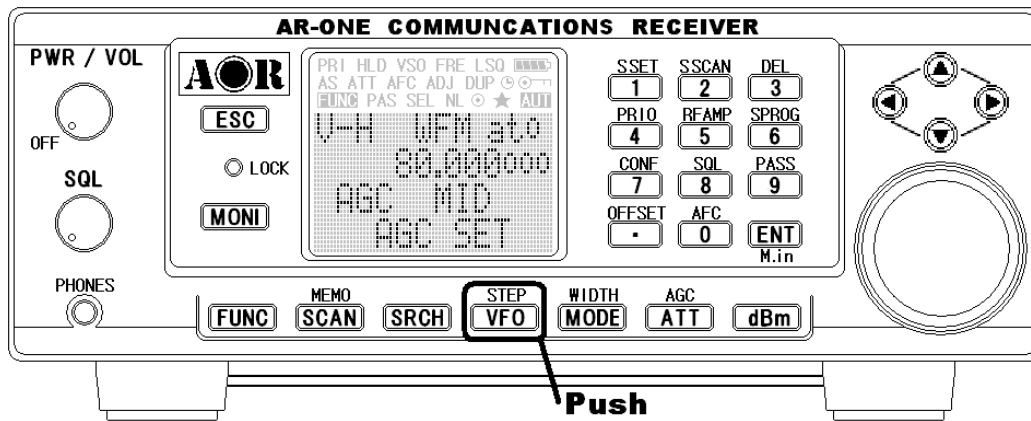 AR-ONE COMMUNCATIONS RECEIVER
PWR / VOL
OFF
SQL
PHONES
AOR
ESC
LOCK
MONI
PRI HLD VSO FRE LSQ
AS ATT AFC ADJ DUP
FUNC PAS SEL NL ★ AUT
V-H WFM ato
80.000000
AGC MID
AGC SET
SSET SSCAN DEL
1 2 3
PRIO RFAMP SPROG
4 5 6
CONF SQL PASS
7 8 9
OFFSET AFC
. 0 ENT
M.in
MEMO STEP WIDTH AGC
FUNC SCAN SRCH VFO MODE ATT dBm
Push